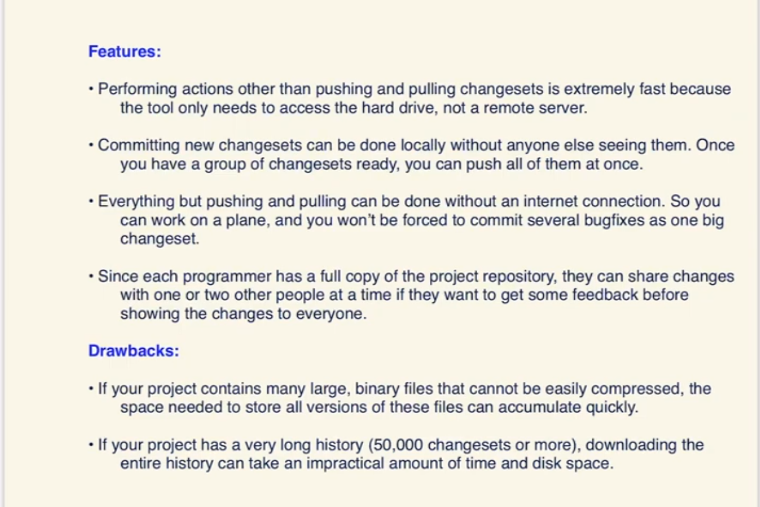 Features:
• Performing actions other than pushing and pulling changesets is extremely fast because
the tool only needs to access the hard drive, not a remote server.
• Committing new changesets can be done locally without anyone else seeing them. Once
you have a group of changesets ready, you can push all of them at once.
• Everything but pushing and pulling can be done without an internet connection. So you
can work on a plane, and you won't be forced to commit several bugfixes as one big
changeset.
• Since each programmer has a full copy of the project repository, they can share changes
with one or two other people at a time if they want to get some feedback before
showing the changes to everyone.
Drawbacks:
• If your project contains many large, binary files that cannot be easily compressed, the
space needed to store all versions of these files can accumulate quickly.
• If your project has a very long history (50,000 changesets or more), downloading the
entire history can take an impractical amount of time and disk space.